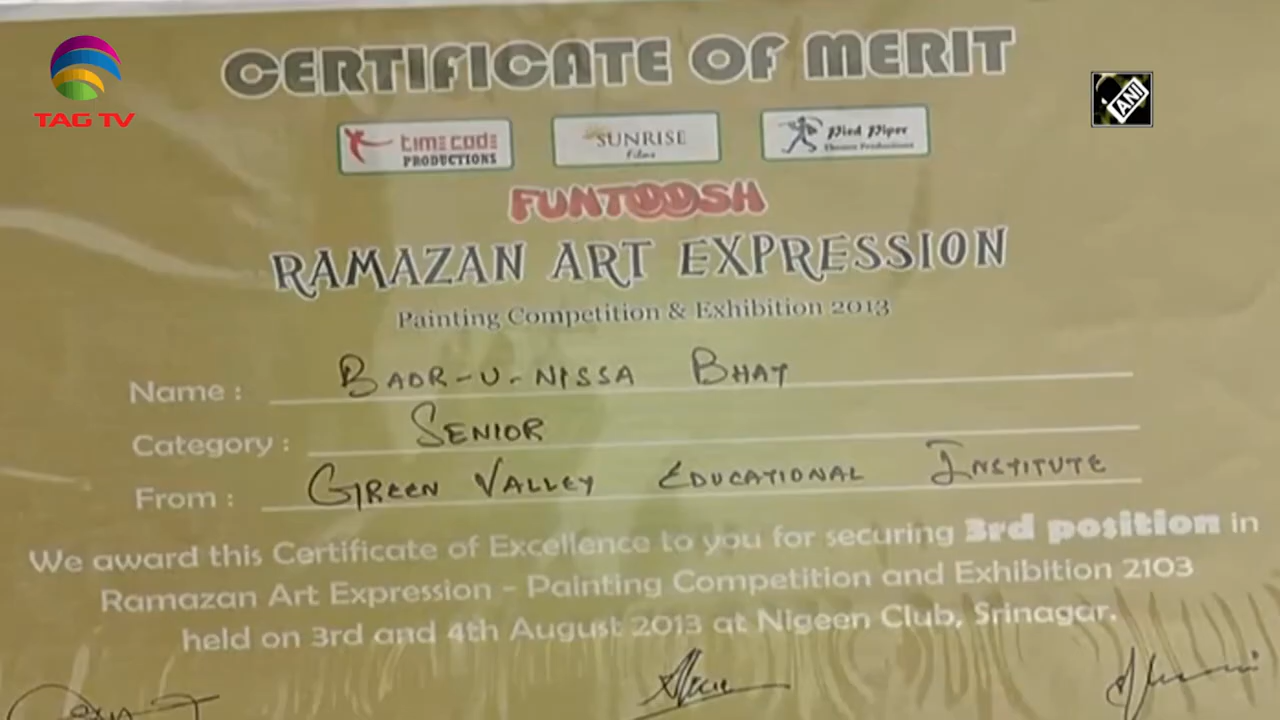 CERTIFICATE OF MERIT
TAG TV
ANI
time code PRODUCTIONS
SUNRISE Films
Pied Piper Theatre Productions
FUNTOOSH
RAMAZAN ART EXPRESSION
Painting Competition & Exhibition 2013
Name : BADR-U-NISSA BHAT
Category : SENIOR
From : GREEN VALLEY EDUCATIONAL INSTITUTE
We award this Certificate of Excellence to you for securing 3rd position in
Ramazan Art Expression - Painting Competition and Exhibition 2103
held on 3rd and 4th August 2013 at Nigeen Club, Srinagar.